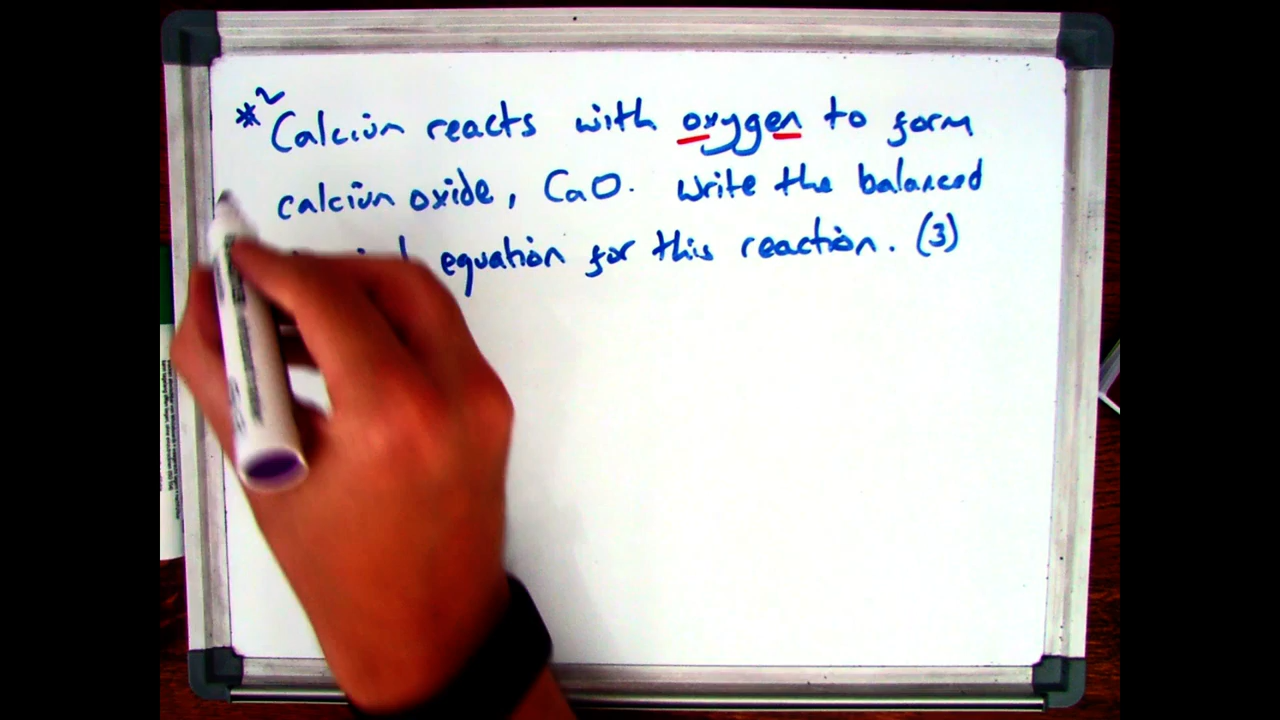 *2 Calcium reacts with oxygen to form
calcium oxide, CaO. Write the balanced
equation for this reaction. (3)